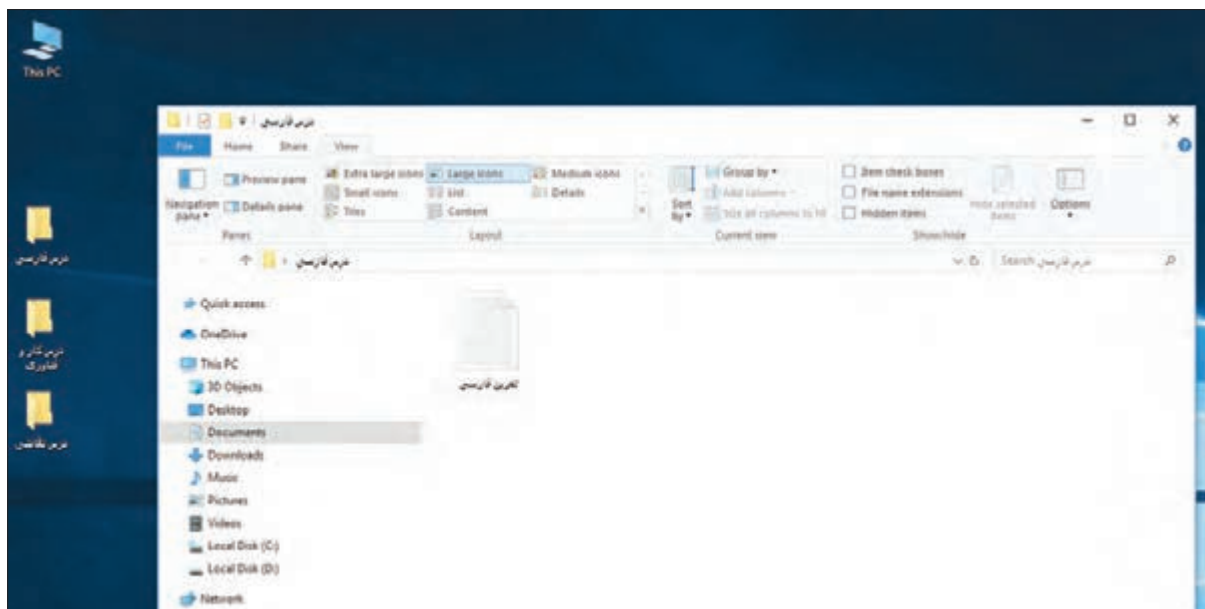 This PC
درس فارسی
درس کار و
فناوری
درس نقاشی
درس فارسی
File Home Share View
Navigation pane
Preview pane
Details pane
Panes
Extra large icons Large icons Medium icons
Small icons List Details
Tiles Content
Layout
Sort by
Group by
Add columns
Size all columns to fit
Current view
Item check boxes
File name extensions
Hidden items
Hide selected items
Options
Show/hide
درس فارسی
Search درس فارسی
Quick access
OneDrive
This PC
3D Objects
Desktop
Documents
Downloads
Music
Pictures
Videos
Local Disk (C:)
Local Disk (D:)
Network
تمرین فارسی